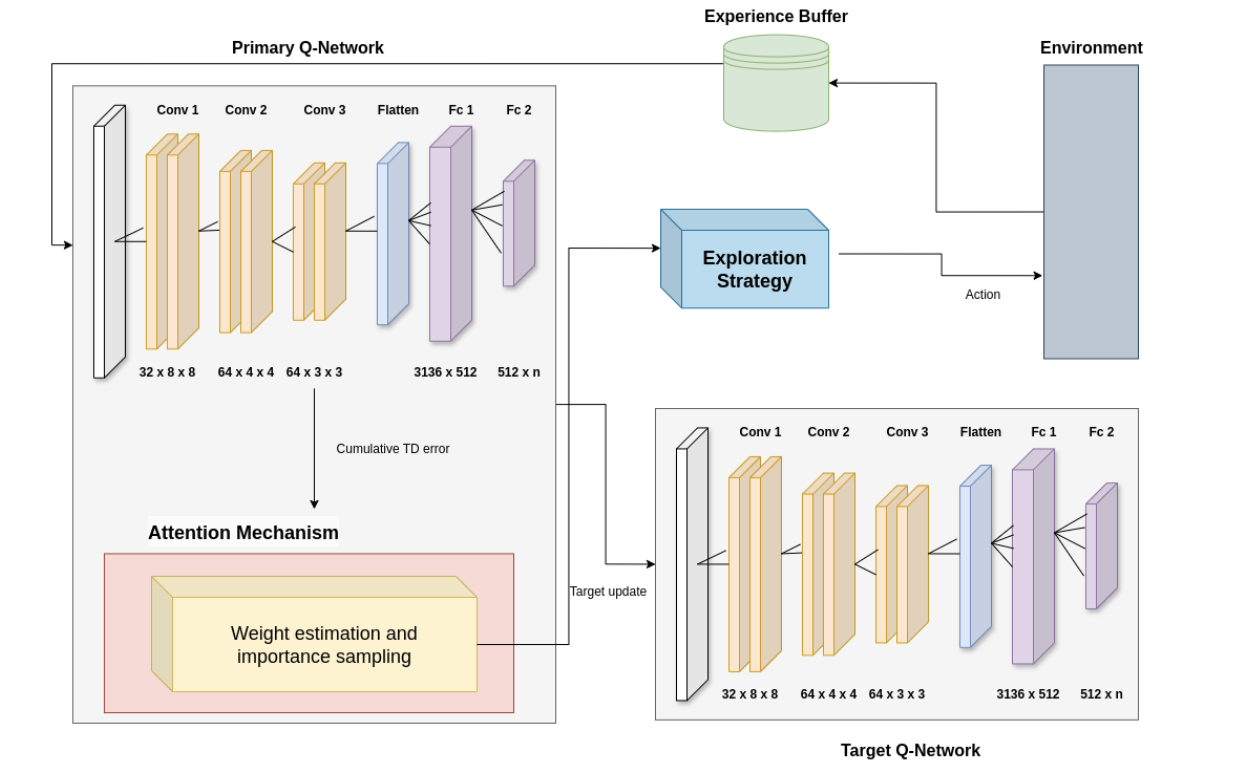 Experience Buffer
Primary Q-Network
Environment
Conv 1
Conv 2
Conv 3
Flatten
Fc 1
Fc 2
32 x 8 x 8
64 x 4 x 4
64 x 3 x 3
3136 x 512
512 x n
Exploration
Strategy
Action
Cumulative TD error
Attention Mechanism
Weight estimation and
importance sampling
Target update
Conv 1
Conv 2
Conv 3
Flatten
Fc 1
Fc 2
32 x 8 x 8
64 x 4 x 4
64 x 3 x 3
3136 x 512
512 x n
Target Q-Network